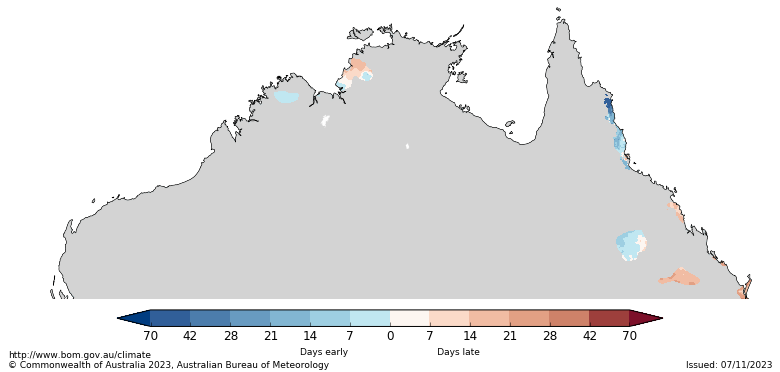 70 42 28 21 14 7 0 7 14 21 28 42 70
Days early Days late
http://www.bom.gov.au/climate
© Commonwealth of Australia 2023, Australian Bureau of Meteorology Issued: 07/11/2023